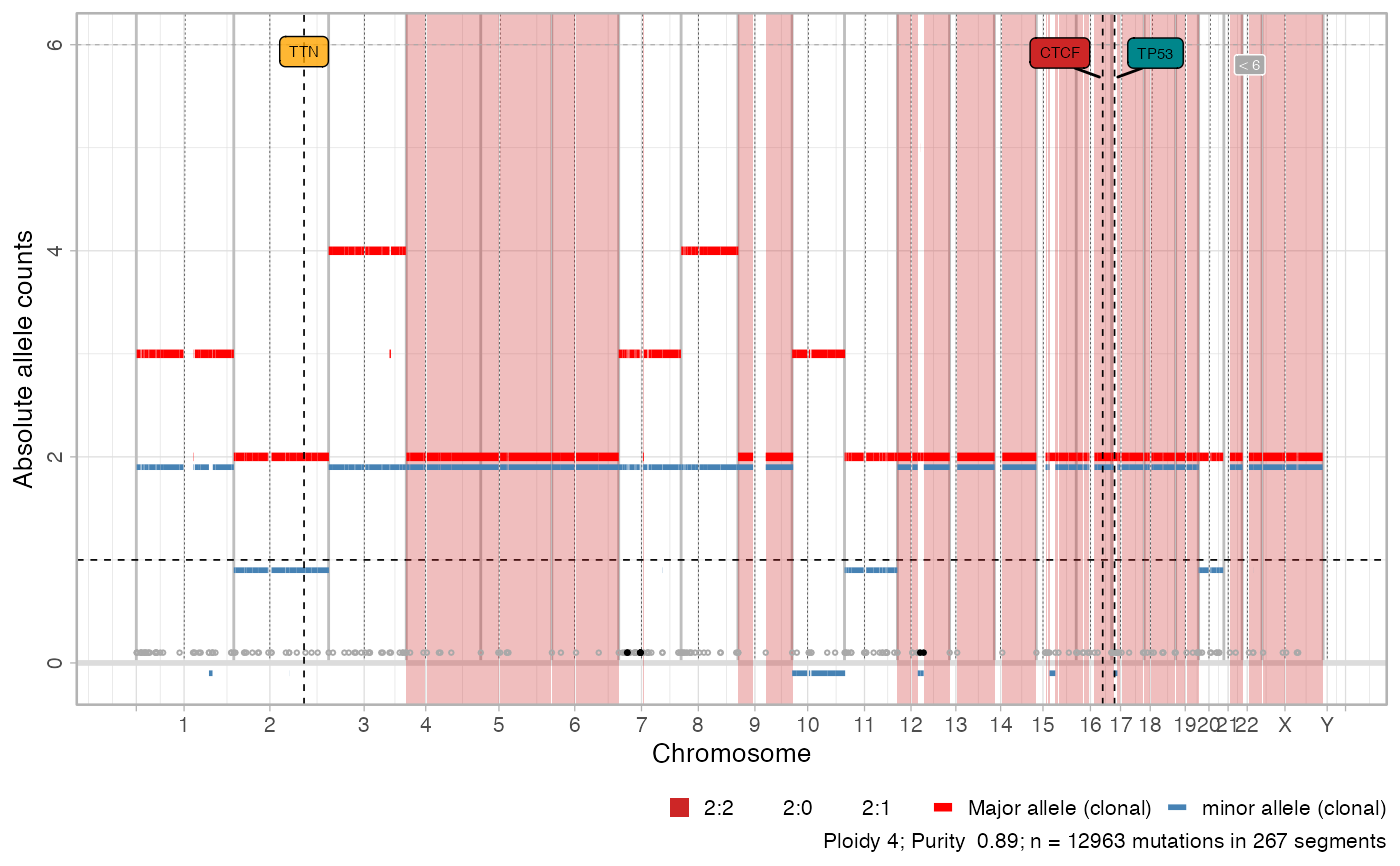 6
TTN
CTCF
TP53
< 6
4
2
0
Absolute allele counts
1 2 3 4 5 6 7 8 9 10 11 12 13 14 15 16 17 18 19 20 21 22 X Y
Chromosome
2:2 2:0 2:1 Major allele (clonal) minor allele (clonal)
Ploidy 4; Purity 0.89; n = 12963 mutations in 267 segments